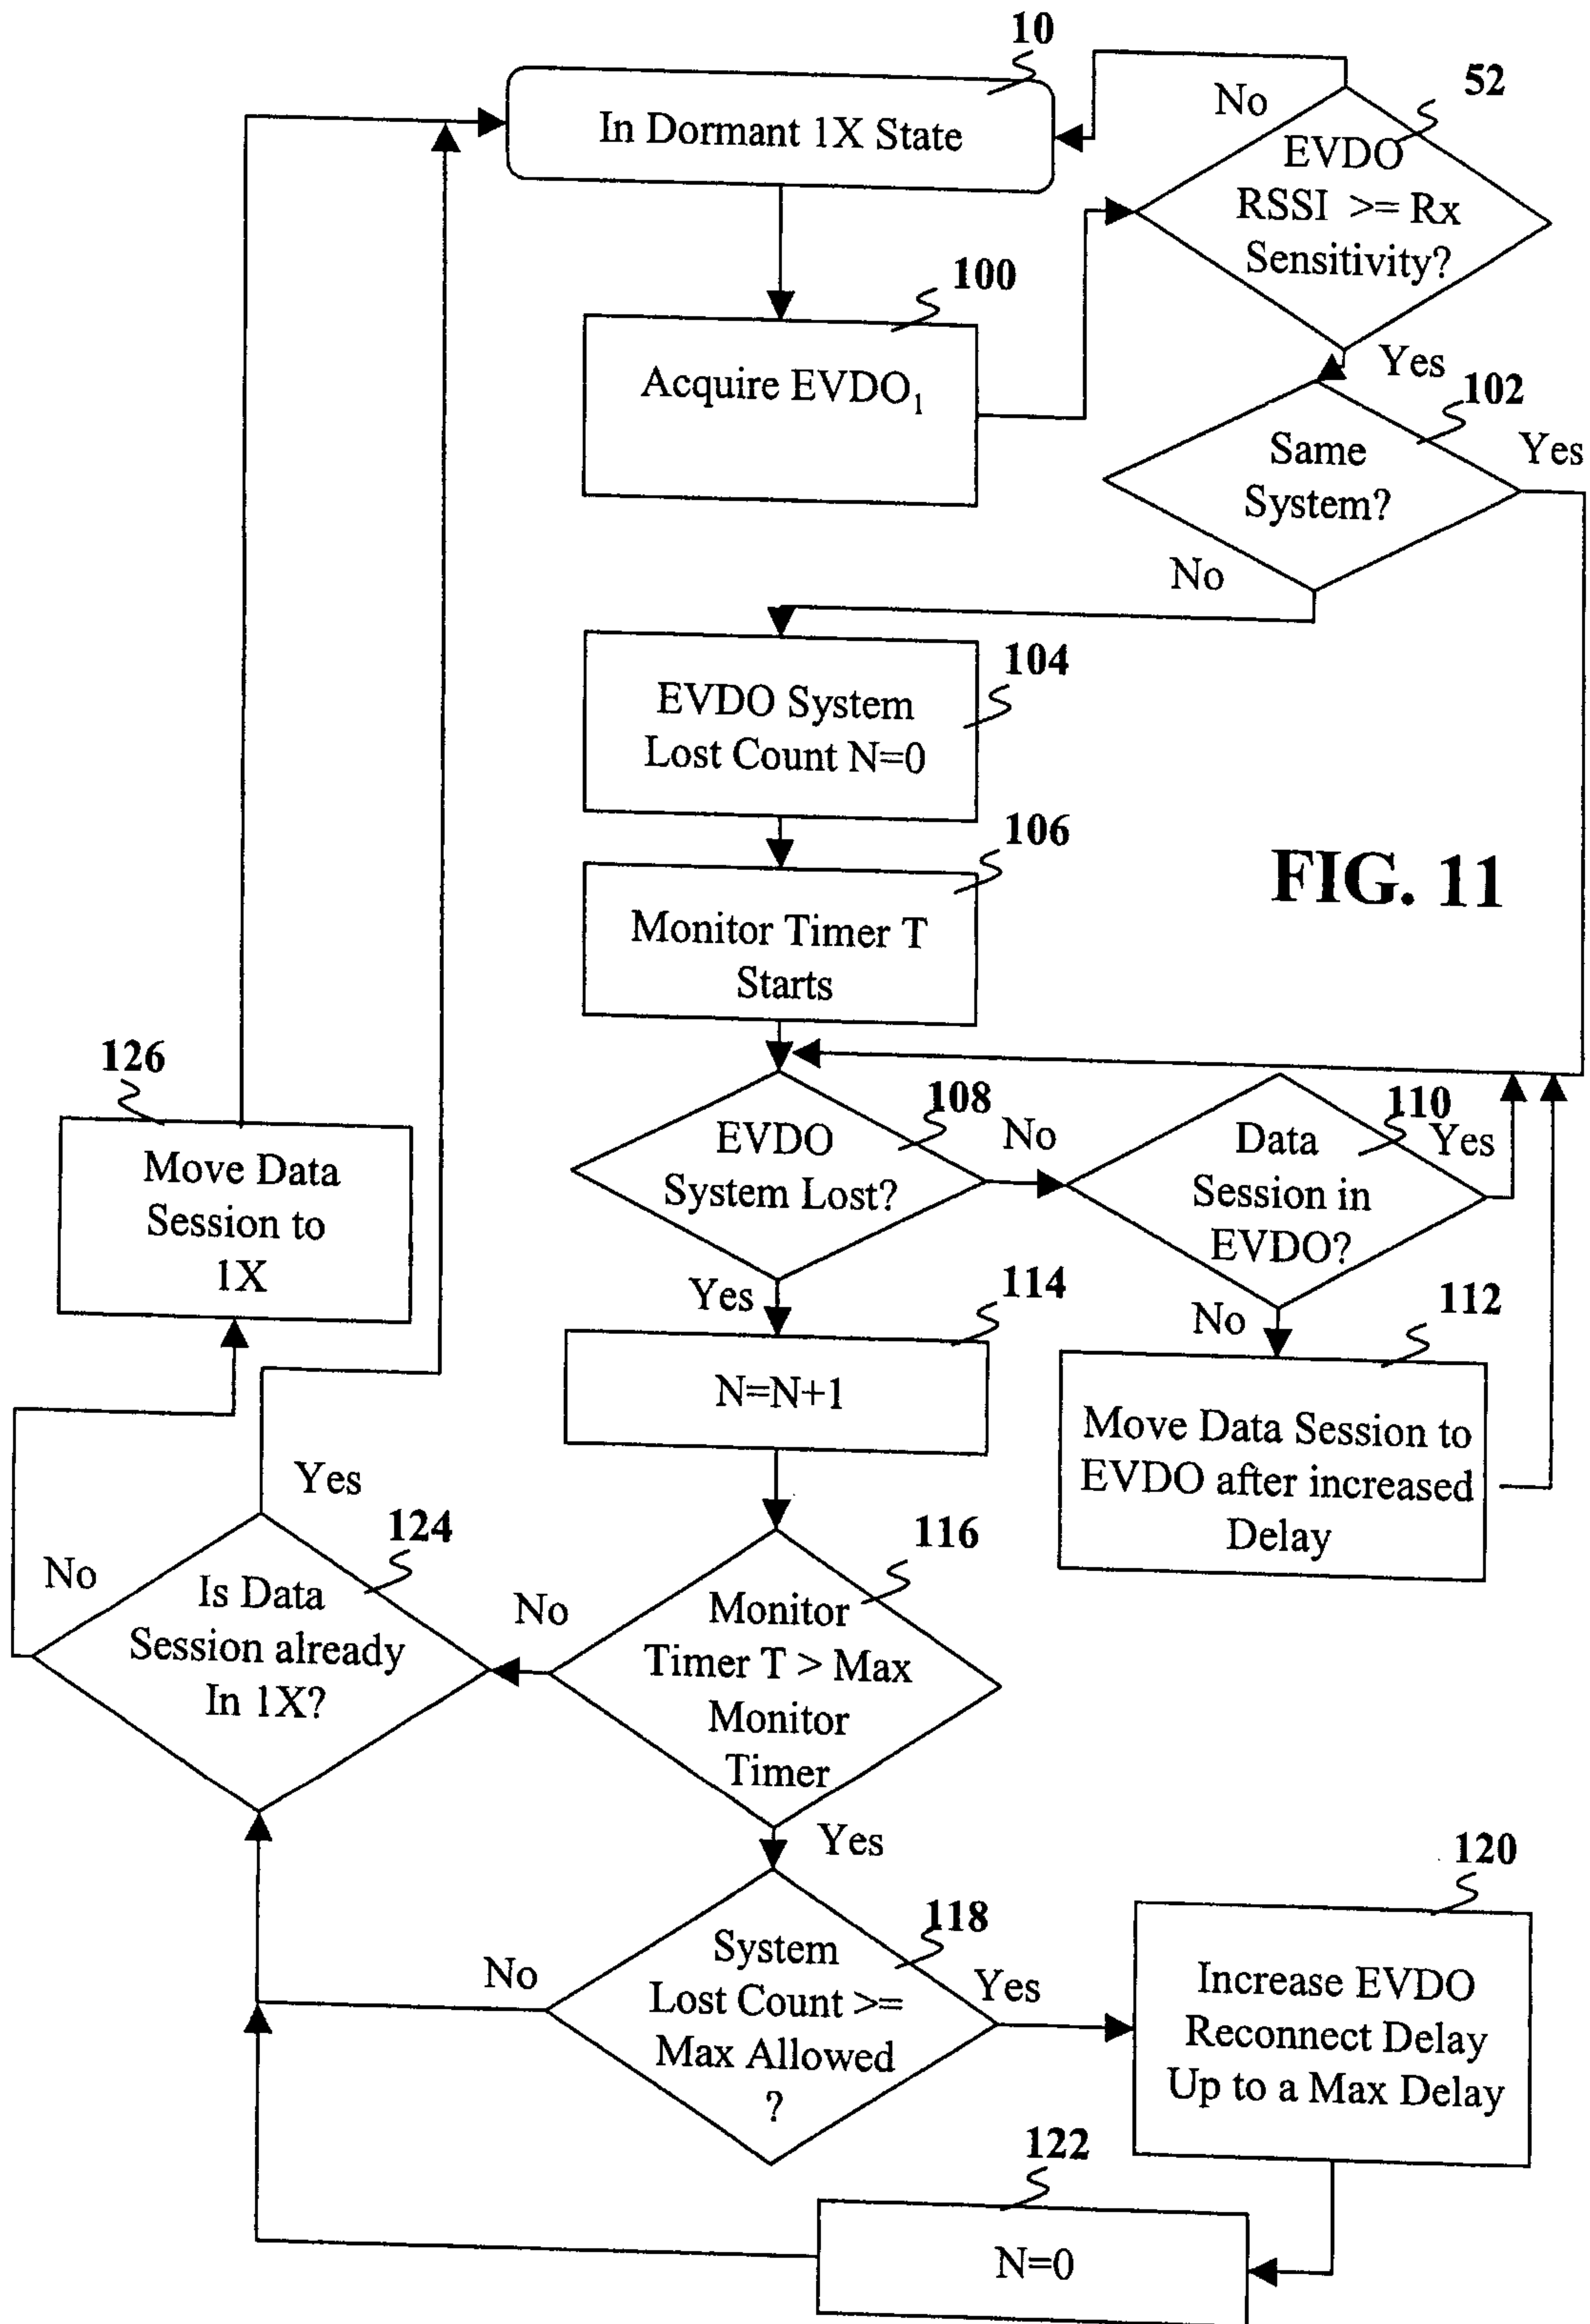 10
In Dormant 1X State
No
52
EVDO
RSSI >= Rx
Sensitivity?
100
Acquire EVDO1
Yes
102
Same
System?
Yes
No
104
EVDO System
Lost Count N=0
106
Monitor Timer T
Starts
FIG. 11
126
Move Data
Session to
1X
108
EVDO
System Lost?
No
110
Data
Session in
EVDO?
Yes
Yes
114
No
112
N=N+1
Move Data Session to
EVDO after increased
Delay
Yes
124
No
Is Data
Session already
In 1X?
No
116
Monitor
Timer T > Max
Monitor
Timer
Yes
118
No
System
Lost Count >=
Max Allowed
?
Yes
120
Increase EVDO
Reconnect Delay
Up to a Max Delay
122
N=0